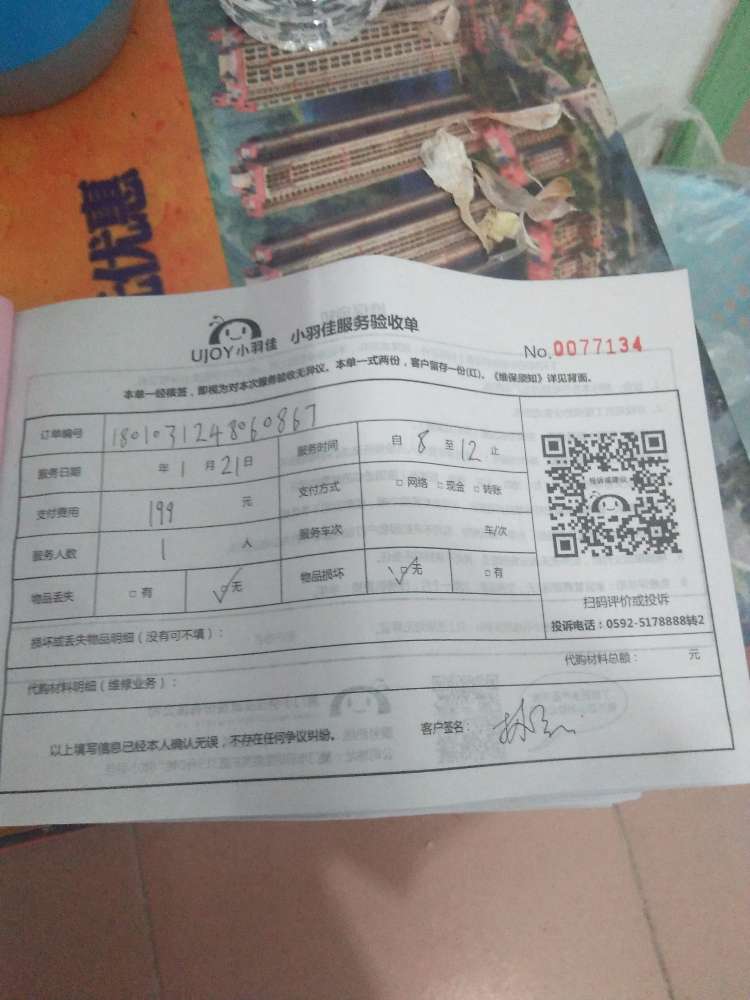 优惠
UJOY小羽佳 小羽佳服务验收单
No.0077134
本单一经核签，即视为对本次服务验收无异议。本单一式两份，客户留存一份(红)。《维保须知》详见背面。
订单编号 1801031248060867 服务时间 自 8 至 12 止
服务日期 年 1 月 21 日 支付方式 □ 网络 □ 现金 □ 转账
支付费用 199 元 服务车次 车/次
服务人数 1 人 物品损坏 □ 无 □ 有
物品丢失 □ 有 □ 无
投诉或建议
扫码评价或投诉
投诉电话：0592-5178888转2
损坏或丢失物品明细（没有可不填）：
代购材料明细（维修业务）： 代购材料总额： 元
以上填写信息已经本人确认无误，不存在任何争议纠纷。 客户签名：